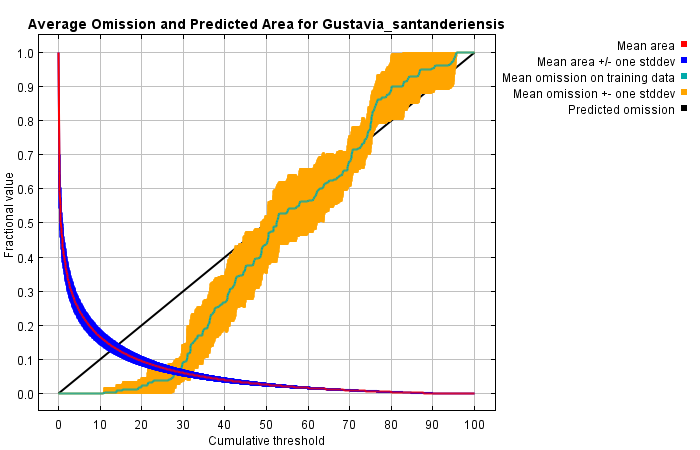 Average Omission and Predicted Area for Gustavia_santanderiensis
Mean area
Mean area +/- one stddev
Mean omission on training data
Mean omission +- one stddev
Predicted omission
Fractional value
1.0
0.9
0.8
0.7
0.6
0.5
0.4
0.3
0.2
0.1
0.0
0 10 20 30 40 50 60 70 80 90 100
Cumulative threshold